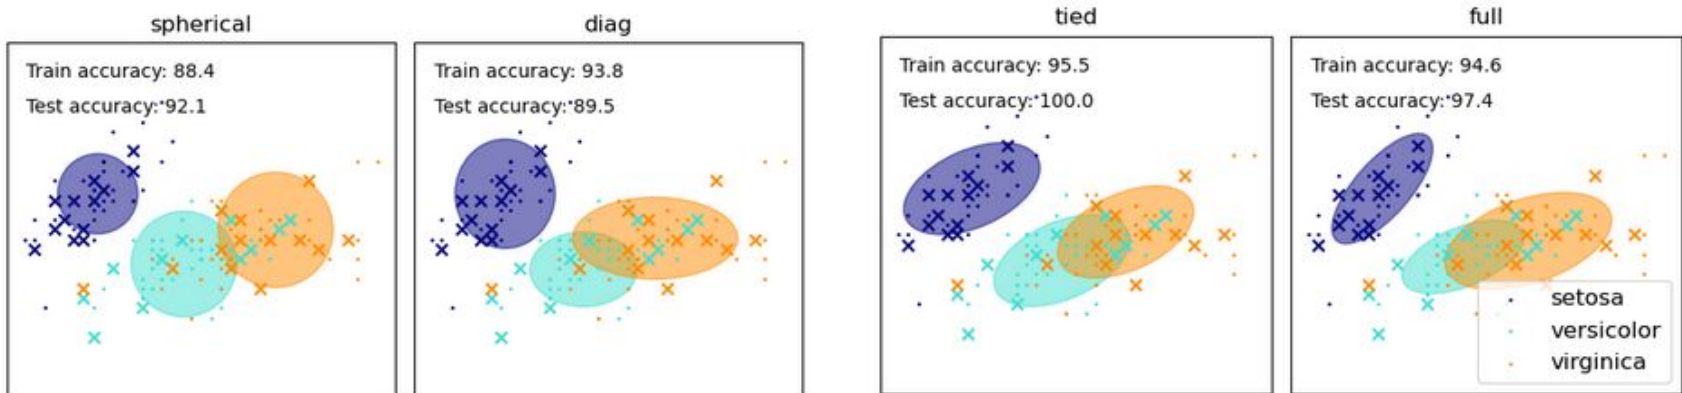 spherical
Train accuracy: 88.4
Test accuracy: 92.1
diag
Train accuracy: 93.8
Test accuracy: 89.5
tied
Train accuracy: 95.5
Test accuracy: 100.0
full
Train accuracy: 94.6
Test accuracy: 97.4
setosa
versicolor
virginica